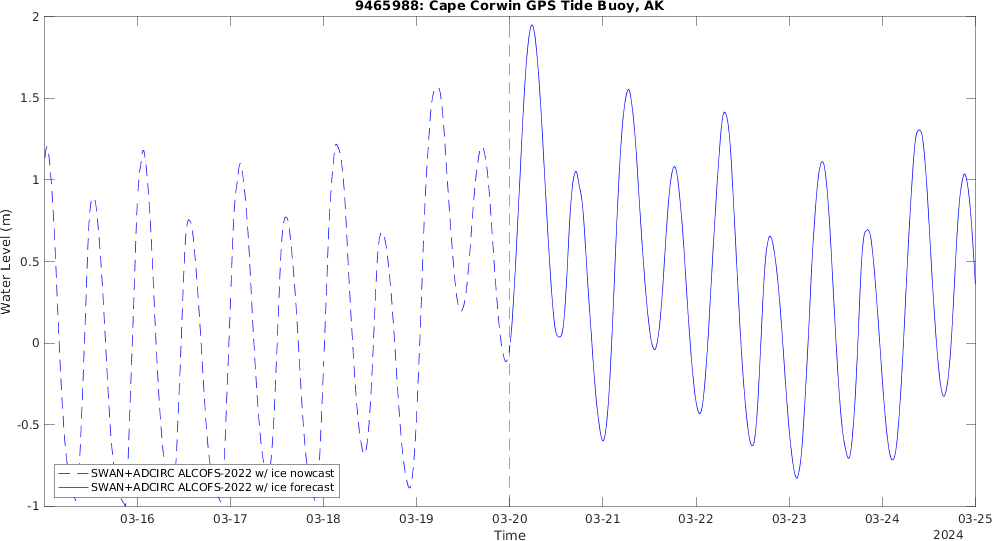 9465988: Cape Corwin GPS Tide Buoy, AK
2
1.5
1
0.5
0
-0.5
-1
Water Level (m)
SWAN+ADCIRC ALCOFS-2022 w/ ice nowcast
SWAN+ADCIRC ALCOFS-2022 w/ ice forecast
03-16 03-17 03-18 03-19 03-20 03-21 03-22 03-23 03-24 03-25
Time
2024